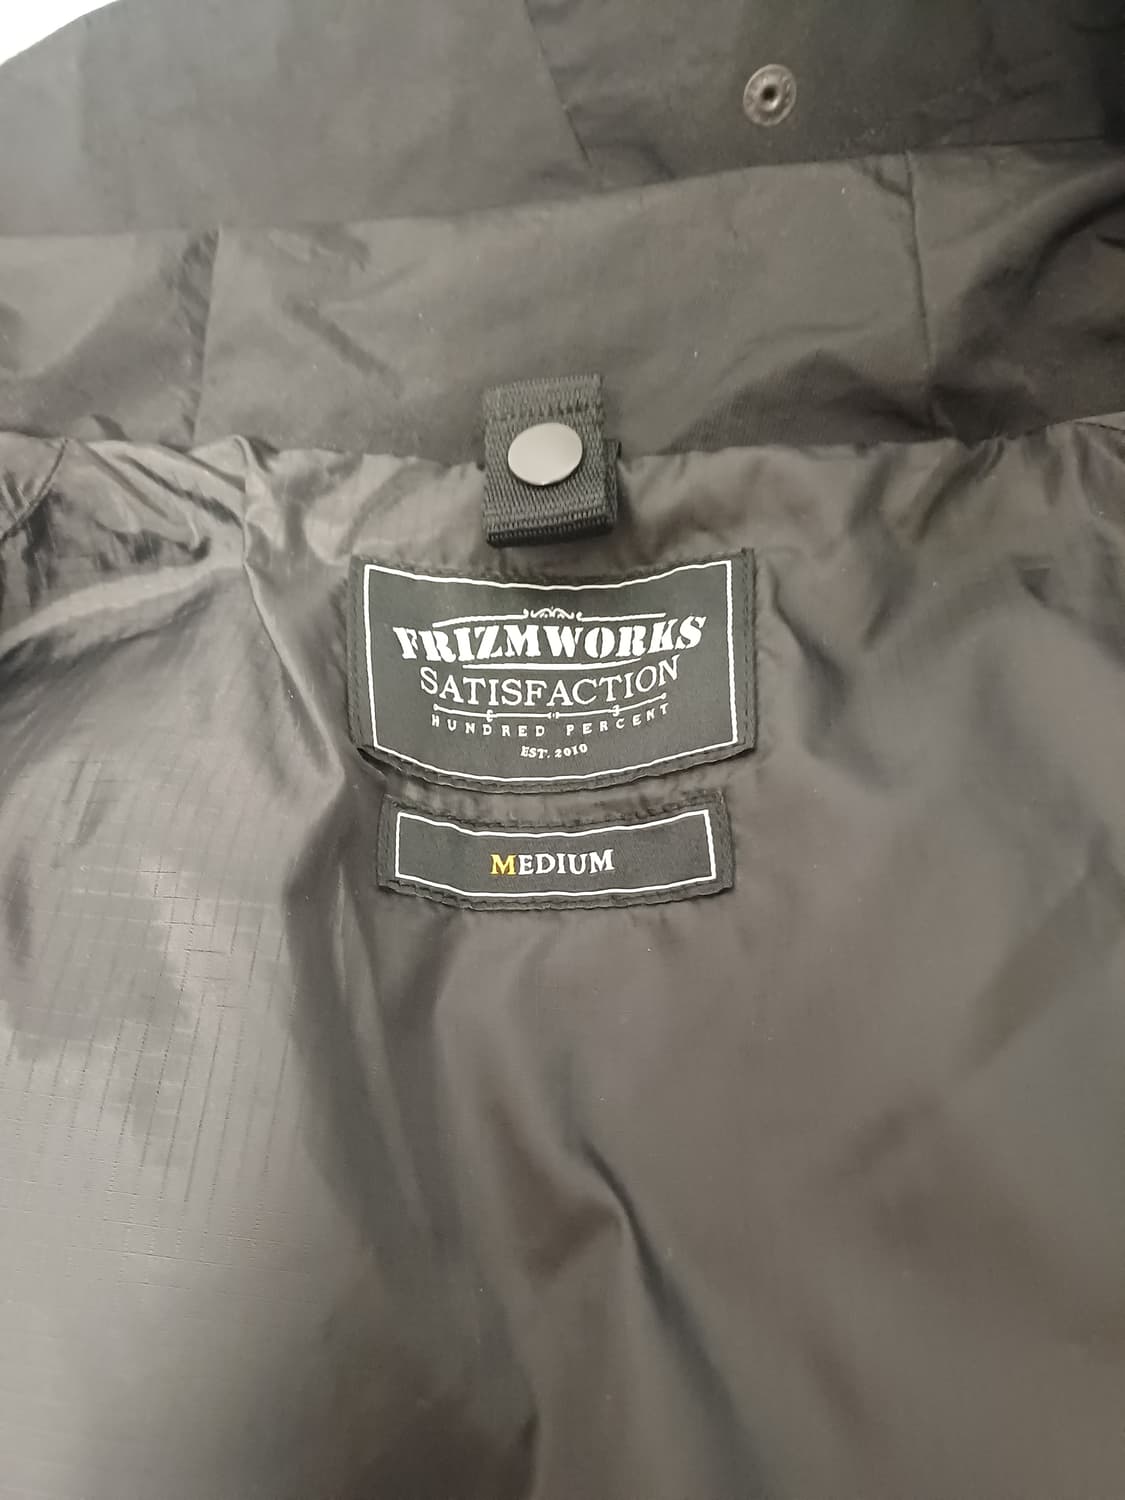 FRIZMWORKS
SATISFACTION
HUNDRED PERCENT
EST. 2010
MEDIUM